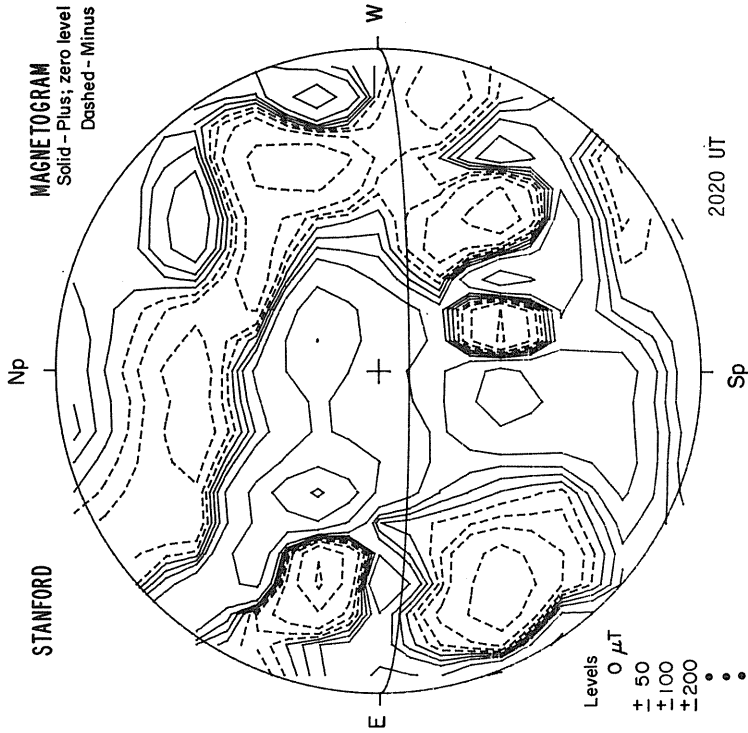 STANFORD
MAGNETOGRAM
Solid - Plus; zero level
Dashed - Minus
Np
W
E
Sp
2020 UT
Levels
0 μT
± 50
±100
±200